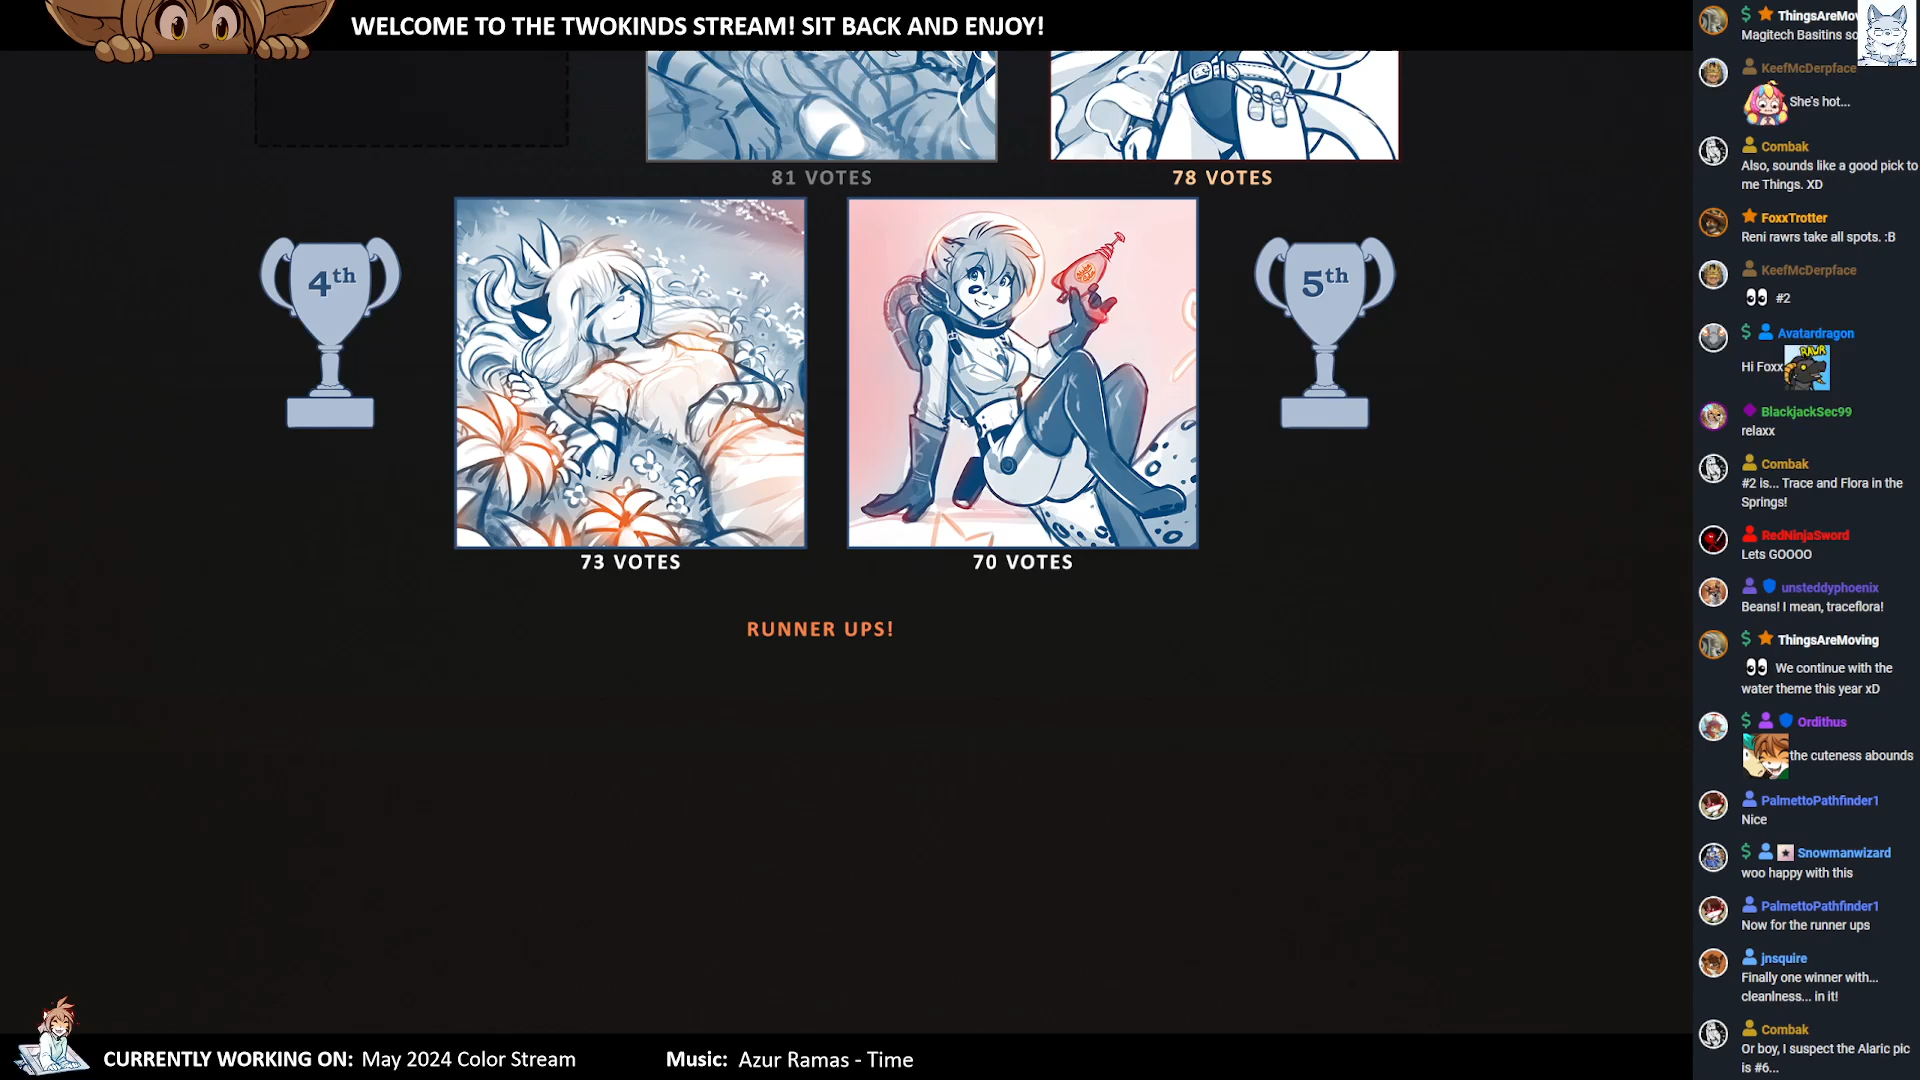 WELCOME TO THE TWOKINDS STREAM! SIT BACK AND ENJOY!
81 VOTES
78 VOTES
4th
5th
73 VOTES
70 VOTES
RUNNER UPS!
CURRENTLY WORKING ON: May 2024 Color Stream
Music: Azur Ramas - Time
$ ThingsAreMov
Magitech Basitins so
KeefMcDerpface
She's hot...
Combak
Also, sounds like a good pick to
me Things. XD
FoxxTrotter
Reni rawrs take all spots. :B
KeefMcDerpface
#2
$ Avatardragon
Hi Foxx
RAWR
BlackjackSec99
relaxx
Combak
#2 is... Trace and Flora in the
Springs!
RedNinjaSword
Lets GOOOO
unsteddyphoenix
Beans! I mean, traceflora!
$ ThingsAreMoving
We continue with the
water theme this year xD
$ Ordithus
the cuteness abounds
PalmettoPathfinder1
Nice
$ Snowmanwizard
woo happy with this
PalmettoPathfinder1
Now for the runner ups
jnsquire
Finally one winner with...
cleanlness... in it!
Combak
Or boy, I suspect the Alaric pic
is #6...